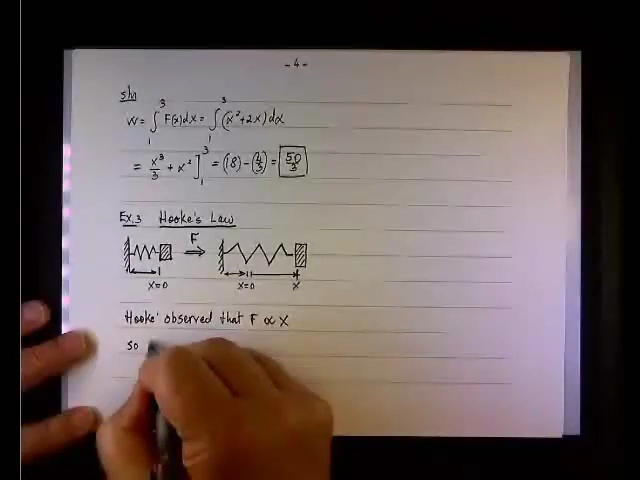 -4-
sln
W = ∫₁³ F(x)dx = ∫₁³ (x²+2x)dx
= x³/3 + x² ]₁³ = (18) - (4/3) = 50/3
Ex.3 Hooke's Law
F
x=0 x=0 x
Hooke' observed that F ∝ x
so